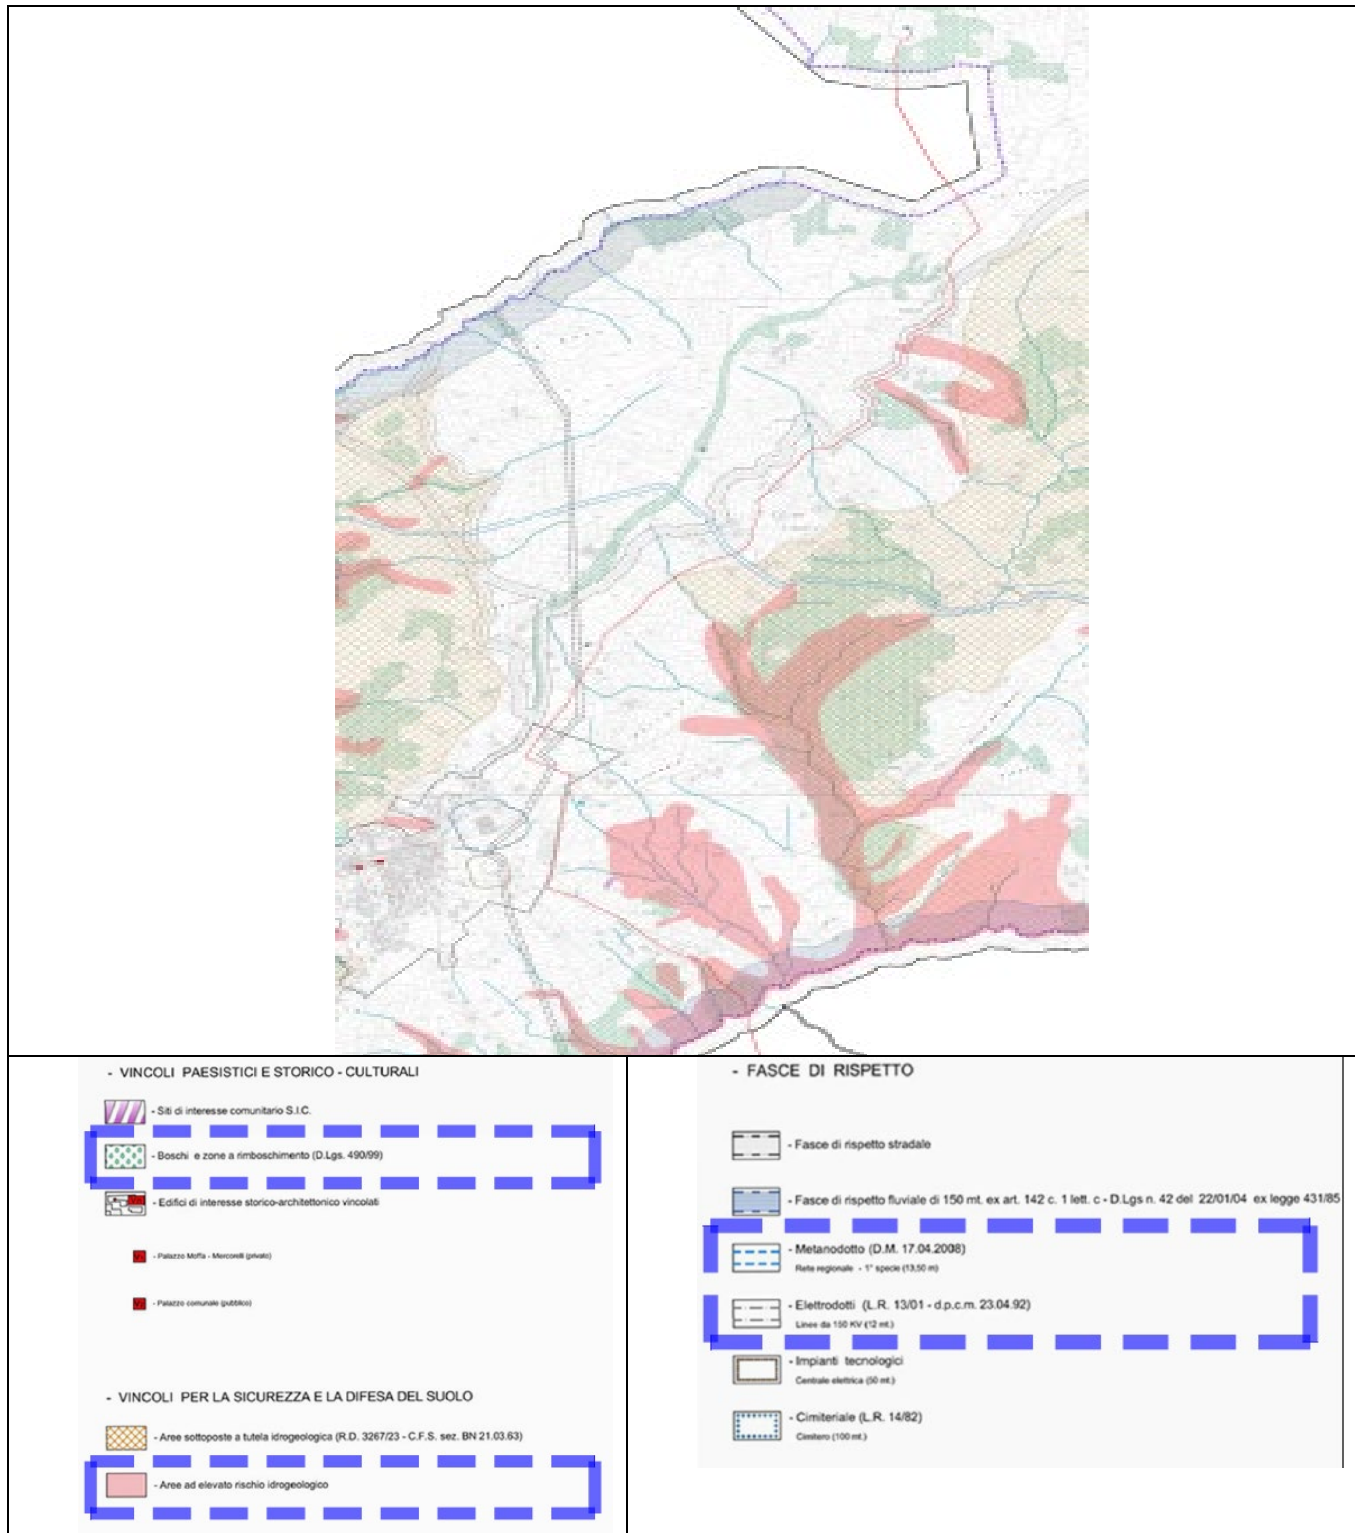 - VINCOLI PAESISTICI E STORICO - CULTURALI
- Siti di interesse comunitario S.I.C.
- Boschi e zone a rimboschimento (D.Lgs. 490/99)
- Edifici di interesse storico-architettonico vincolati
- Palazzo Moffa - Mercorelli (privato)
- Palazzo comunale (pubblico)
- VINCOLI PER LA SICUREZZA E LA DIFESA DEL SUOLO
- Aree sottoposte a tutela idrogeologica (R.D. 3267/23 - C.F.S. sez. BN 21.03.63)
- Aree ad elevato rischio idrogeologico
- FASCE DI RISPETTO
- Fasce di rispetto stradale
- Fasce di rispetto fluviale di 150 mt. ex art. 142 c. 1 lett. c - D.Lgs n. 42 del 22/01/04 ex legge 431/85
- Metanodotto (D.M. 17.04.2008)
Rete regionale - 1° specie (13,50 m)
- Elettrodotti (L.R. 13/01 - d.p.c.m. 23.04.92)
Linee da 150 KV (12 mt.)
- Impianti tecnologici
Centrale elettrica (50 mt.)
- Cimiteriale (L.R. 14/82)
Cimitero (100 mt.)